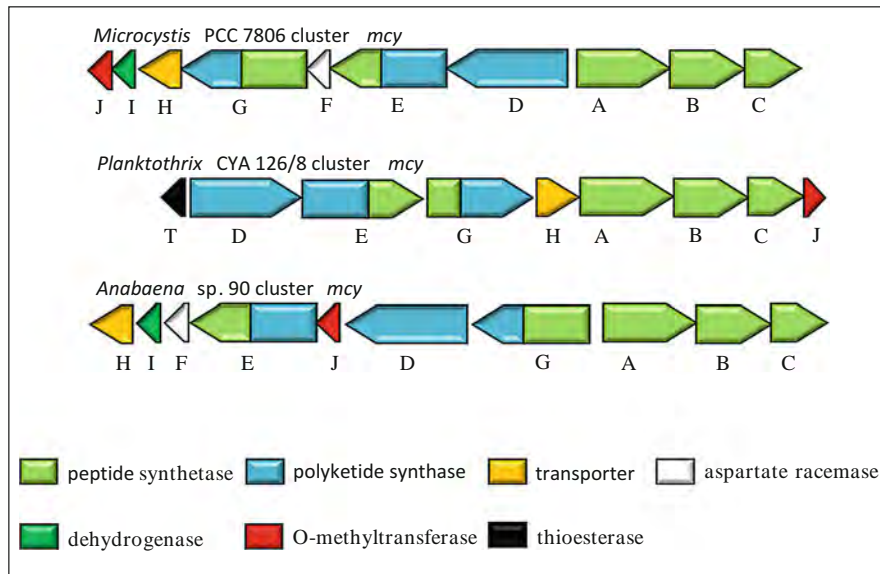 Microcystis PCC 7806 cluster mcy
J I H G F E D A B C
Planktothrix CYA 126/8 cluster mcy
T D E G H A B C J
Anabaena sp. 90 cluster mcy
H I F E J D G A B C
peptide synthetase polyketide synthase transporter aspartate racemase
dehydrogenase O-methyltransferase thioesterase